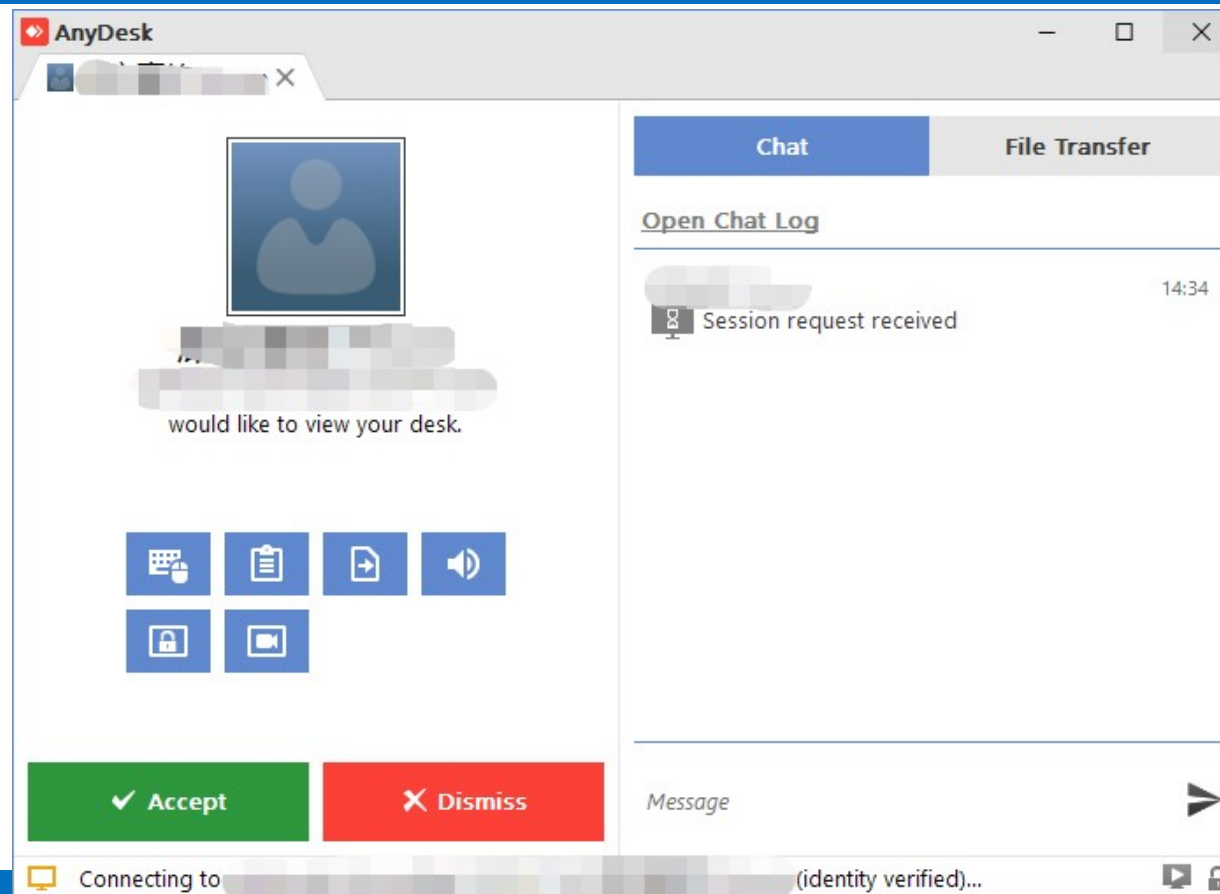 AnyDesk
Chat
File Transfer
Open Chat Log
14:34
Session request received
would like to view your desk.
Accept
Dismiss
Message
Connecting to
(identity verified)...